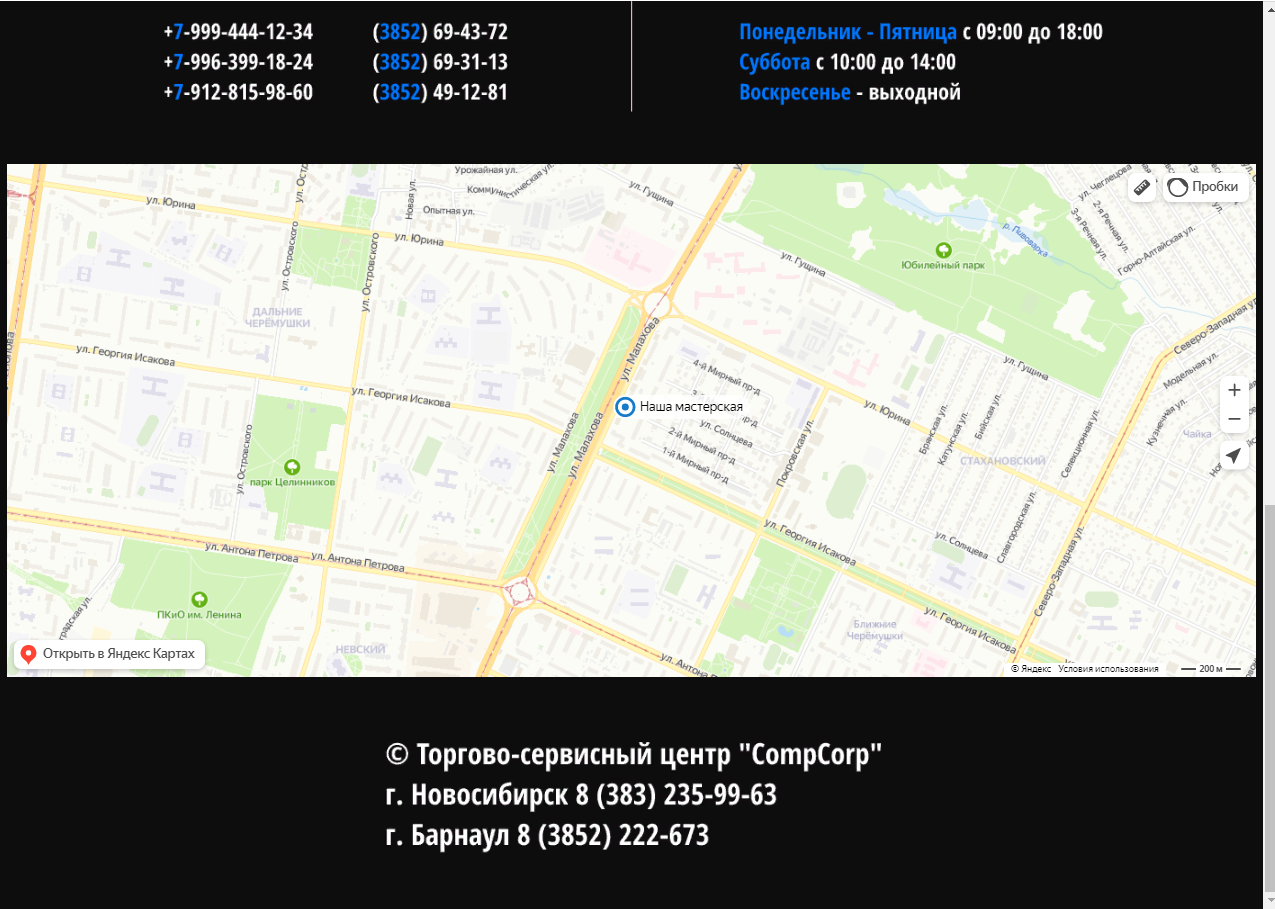 +7-999-444-12-34
+7-996-399-18-24
+7-912-815-98-60
(3852) 69-43-72
(3852) 69-31-13
(3852) 49-12-81
Понедельник - Пятница с 09:00 до 18:00
Суббота с 10:00 до 14:00
Воскресенье - выходной
Урожайная ул.
Коммунистическая ул.
Новая ул.
Опытная ул.
ул. Юрина
ул. Юрина
ул. Гущина
ул. Чеглецова
Пробки
2-я Речная ул.
3-я Речная ул.
Горно-Алтайская ул.
р. Пивоварка
Юбилейный парк
ул. Гущина
ул. Островского
ул. Островского
ДАЛЬНИЕ
ЧЕРЁМУШКИ
ул. Малахова
Северо-Западная ул.
ул. Георгия Исакова
ул. Георгия Исакова
4-й Мирный пр-д
ул. Гущина
Модельная ул.
Наша мастерская
пр-д
ул. Солнцева
2-й Мирный пр-д
1-й Мирный пр-д
ул. Юрина
Брянская ул.
Катунская ул.
Бийская ул.
Селекционная ул.
Кузнечная ул.
Чайка
СТАХАНОВСКИЙ
ул. Малахова
ул. Малахова
Покровская ул.
ул. Островского
парк Целинников
ул. Антона Петрова
ул. Антона Петрова
ул. Георгия Исакова
ул. Солнцева
Славгородская ул.
Северо-Западная ул.
ПКиО им. Ленина
Ближние
Черёмушки
ул. Георгия Исакова
НЕВСКИЙ
ул. Антона
Открыть в Яндекс Картах
© Яндекс Условия использования
200 м
© Торгово-сервисный центр "CompCorp"
г. Новосибирск 8 (383) 235-99-63
г. Барнаул 8 (3852) 222-673